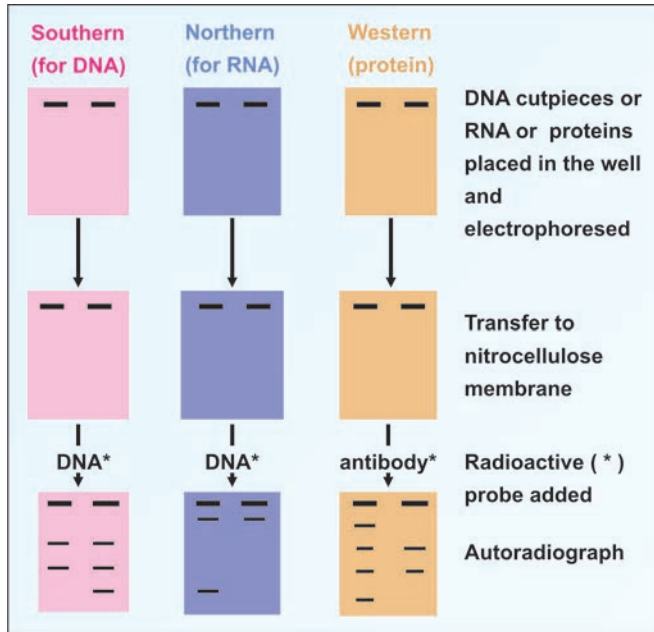 Southern
(for DNA)
Northern
(for RNA)
Western
(protein)
DNA cutpieces or
RNA or proteins
placed in the well
and
electrophoresed
Transfer to
nitrocellulose
membrane
DNA*
DNA*
antibody*
Radioactive ( * )
probe added
Autoradiograph